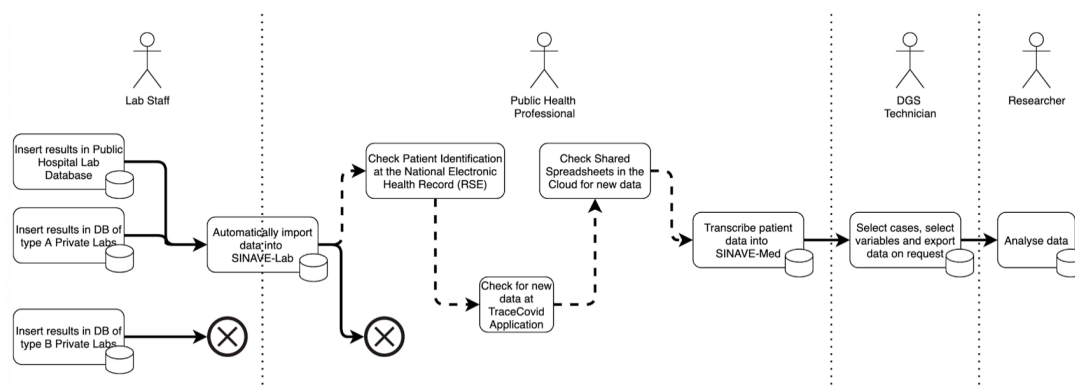 Lab Staff
Public Health
Professional
DGS
Technician
Researcher
Insert results in Public
Hospital Lab
Database
Insert results in DB of
type A Private Labs
Insert results in DB of
type B Private Labs
Automatically import
data into
SINAVE-Lab
Check Patient Identification
at the National Electronic
Health Record (RSE)
Check for new
data at
TraceCovid
Application
Check Shared
Spreadsheets in the
Cloud for new data
Transcribe patient
data into
SINAVE-Med
Select cases, select
variables and export
data on request
Analyse data